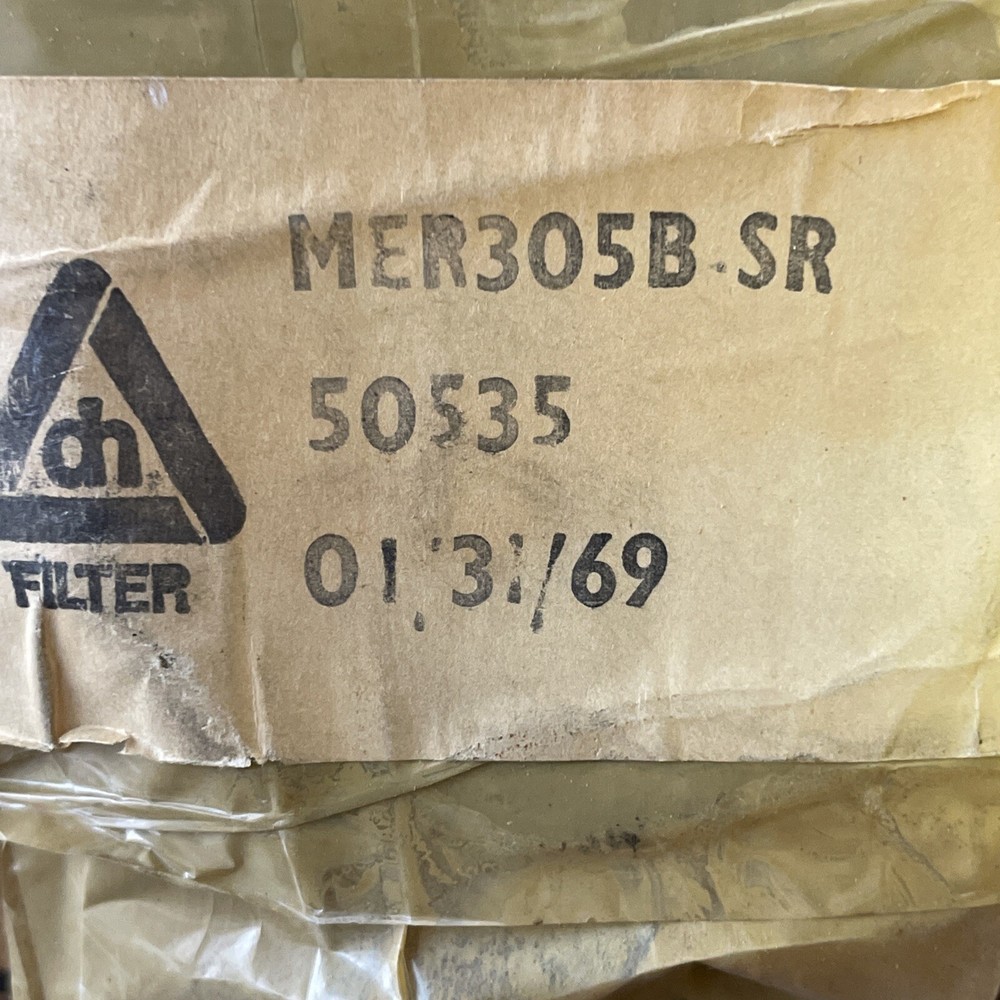 MER305B-SR
50535
01/31/69
dh
FILTER